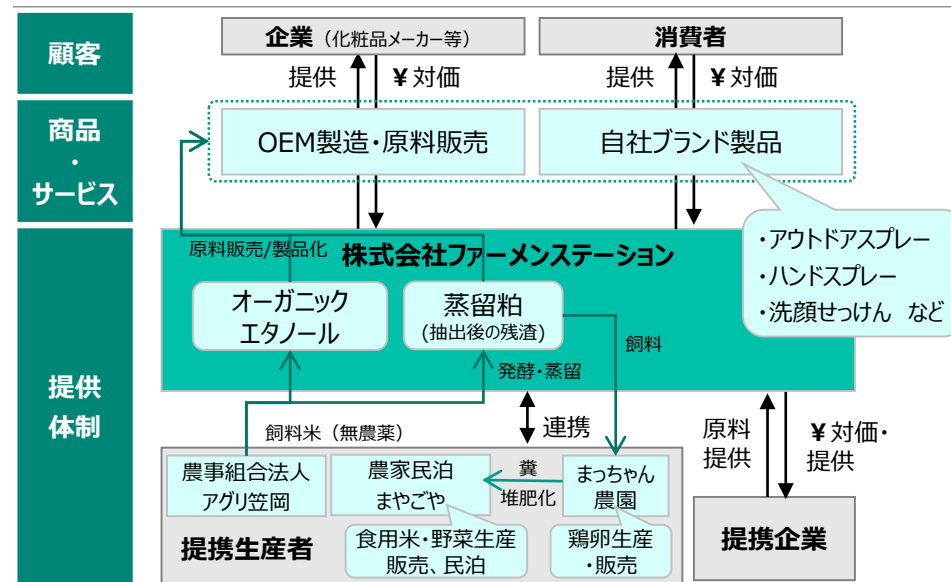 顧客
企業（化粧品メーカー等）
消費者
提供
¥ 対価
提供
¥ 対価
商品
・
サービス
OEM製造・原料販売
自社ブランド製品
・アウトドアスプレー
・ハンドスプレー
・洗顔せっけん など
提供
体制
原料販売/製品化
株式会社ファーメンステーション
オーガニック
エタノール
蒸留粕
(抽出後の残渣)
飼料
発酵・蒸留
飼料米（無農薬）
連携
原料
提供
¥ 対価・
提供
農事組合法人
アグリ笠岡
農家民泊
まやごや
糞
堆肥化
まっちゃん
農園
提携生産者
食用米・野菜生産
販売、民泊
鶏卵生産
・販売
提携企業